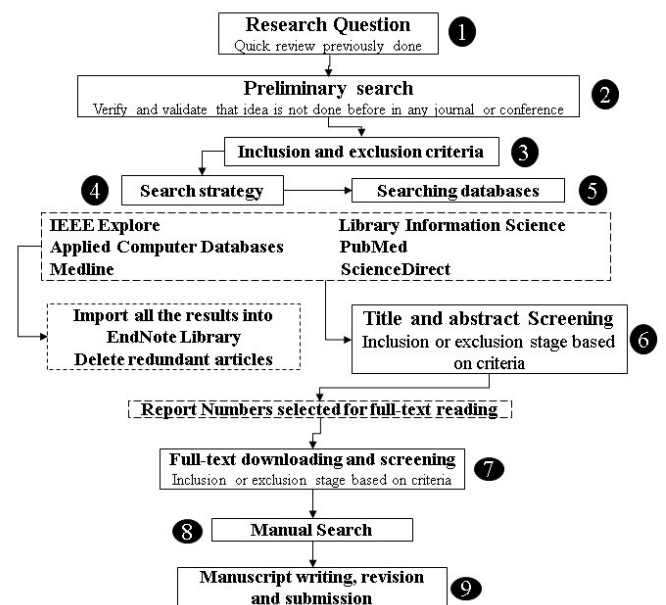 Research Question
Quick review previously done
1
Preliminary search
Verify and validate that idea is not done before in any journal or conference
2
Inclusion and exclusion criteria
3
4
Search strategy
Searching databases
5
IEEE Explore
Library Information Science
Applied Computer Databases
PubMed
Medline
ScienceDirect
Import all the results into
EndNote Library
Delete redundant articles
Title and abstract Screening
Inclusion or exclusion stage based
on criteria
6
Report Numbers selected for full-text reading
Full-text downloading and screening
Inclusion or exclusion stage based on criteria
7
8
Manual Search
Manuscript writing, revision
and submission
9